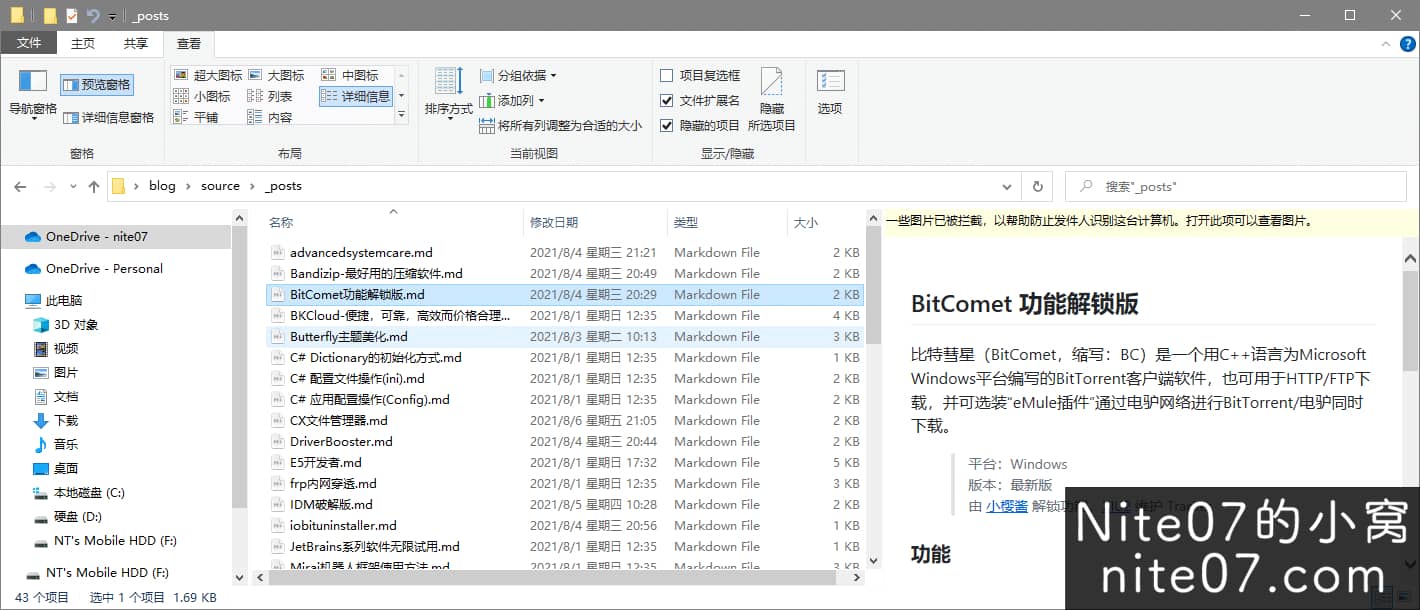 _posts
文件 主页 共享 查看
导航窗格
预览窗格
详细信息窗格
窗格
超大图标 大图标 中图标
小图标 列表 详细信息
平铺 内容
布局
排序方式
分组依据
添加列
将所有列调整为合适的大小
当前视图
项目复选框
文件扩展名
隐藏的项目
隐藏
所选项目
显示/隐藏
选项
blog › source › _posts
搜索"_posts"
OneDrive - nite07
OneDrive - Personal
此电脑
3D 对象
视频
图片
文档
下载
音乐
桌面
本地磁盘 (C:)
硬盘 (D:)
NT's Mobile HDD (F:)
NT's Mobile HDD (F:)
名称 修改日期 类型 大小
advancedsystemcare.md 2021/8/4 星期三 21:21 Markdown File 2 KB
Bandizip-最好用的压缩软件.md 2021/8/4 星期三 20:49 Markdown File 2 KB
BitComet功能解锁版.md 2021/8/4 星期三 20:29 Markdown File 2 KB
BKCloud-便捷，可靠，高效而价格合理... 2021/8/1 星期日 12:35 Markdown File 4 KB
Butterfly主题美化.md 2021/8/3 星期二 10:13 Markdown File 3 KB
C# Dictionary的初始化方式.md 2021/8/1 星期日 12:35 Markdown File 1 KB
C# 配置文件操作(ini).md 2021/8/1 星期日 12:35 Markdown File 2 KB
C# 应用配置操作(Config).md 2021/8/1 星期日 12:35 Markdown File 2 KB
CX文件管理器.md 2021/8/6 星期五 21:05 Markdown File 2 KB
DriverBooster.md 2021/8/4 星期三 20:44 Markdown File 2 KB
E5开发者.md 2021/8/1 星期日 17:32 Markdown File 5 KB
frp内网穿透.md 2021/8/1 星期日 12:35 Markdown File 3 KB
IDM破解版.md 2021/8/5 星期四 10:28 Markdown File 2 KB
iobituninstaller.md 2021/8/4 星期三 20:56 Markdown File 1 KB
JetBrains系列软件无限试用.md 2021/8/1 星期日 12:35 Markdown File 1 KB
Mirai机器人框架使用方法.md 2021/8/1 星期日 12:35 Markdown File 3 KB
一些图片已被拦截，以帮助防止发件人识别这台计算机。打开此项可以查看图片。
BitComet 功能解锁版
比特彗星（BitComet，缩写：BC）是一个用C++语言为Microsoft
Windows平台编写的BitTorrent客户端软件，也可用于HTTP/FTP下
载，并可选装"eMule插件"通过电驴网络进行BitTorrent/电驴同时
下载。
平台：Windows
版本：最新版
由 小樱酱 解锁功
功能
43 个项目 选中 1 个项目 1.69 KB
Nite07的小窝
nite07.com